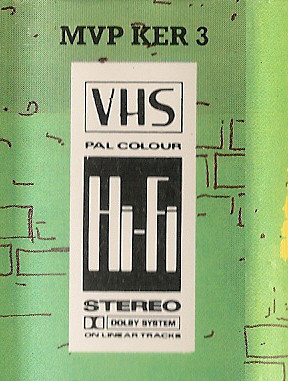 MVP KER 3
VHS
PAL COLOUR
Hi-Fi
STEREO
DOLBY SYSTEM
ON LINEAR TRACKS